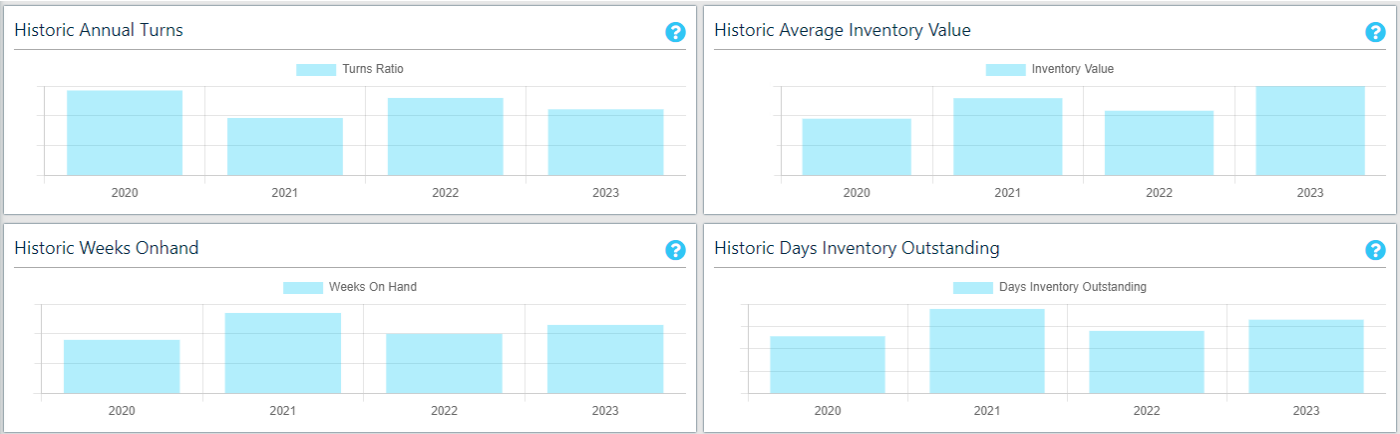 Historic Annual Turns ?
Turns Ratio
2020 2021 2022 2023
Historic Average Inventory Value ?
Inventory Value
2020 2021 2022 2023
Historic Weeks Onhand ?
Weeks On Hand
2020 2021 2022 2023
Historic Days Inventory Outstanding ?
Days Inventory Outstanding
2020 2021 2022 2023